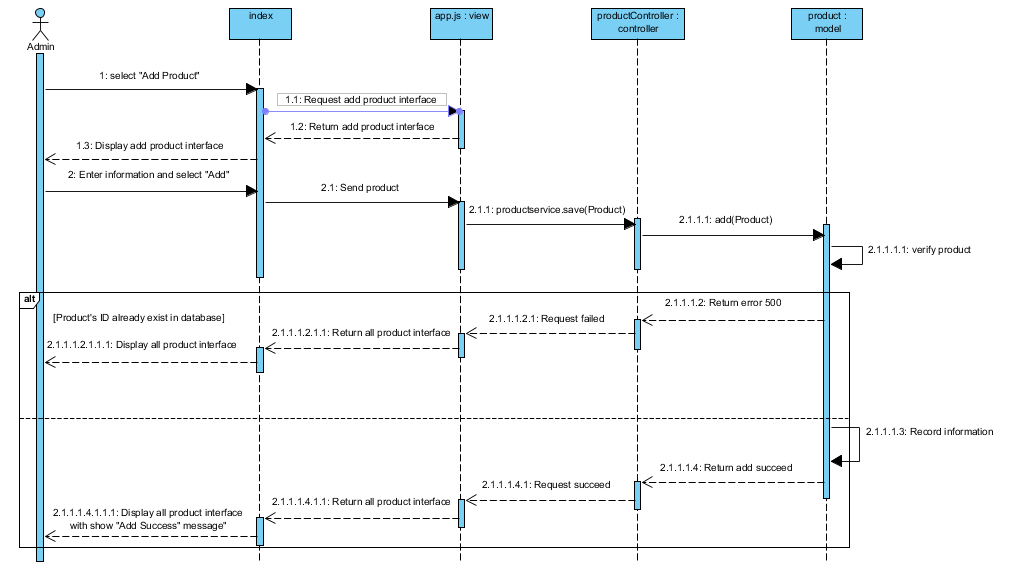 index
app.js : view
productController :
controller
product :
model
Admin
1: select "Add Product"
1.1: Request add product interface
1.2: Return add product interface
1.3: Display add product interface
2: Enter information and select "Add"
2.1: Send product
2.1.1: productservice.save(Product)
2.1.1.1: add(Product)
2.1.1.1.1: verify product
alt
[Product's ID already exist in database]
2.1.1.1.2: Return error 500
2.1.1.1.2.1: Request failed
2.1.1.1.2.1.1: Return all product interface
2.1.1.1.2.1.1.1: Display all product interface
2.1.1.1.3: Record information
2.1.1.1.4: Return add succeed
2.1.1.1.4.1: Request succeed
2.1.1.1.4.1.1: Return all product interface
2.1.1.1.4.1.1.1: Display all product interface
with show "Add Success" message"